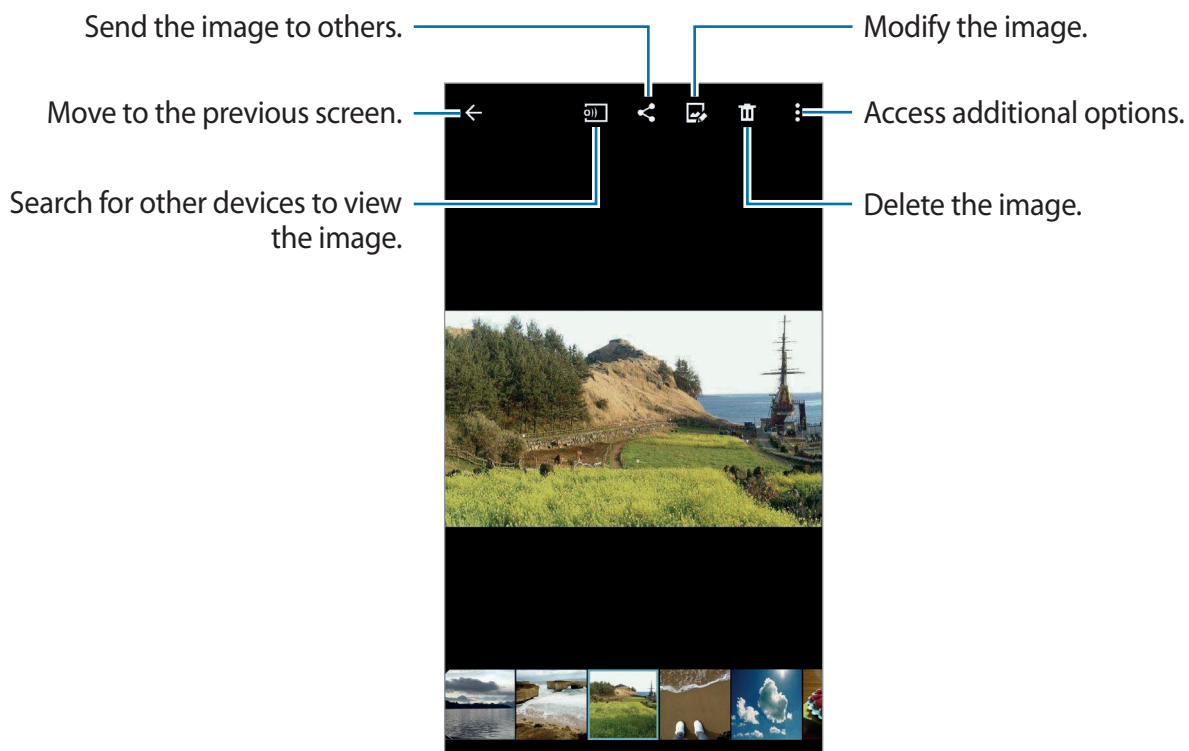 Send the image to others.
Modify the image.
Move to the previous screen.
Access additional options.
Search for other devices to view
the image.
Delete the image.